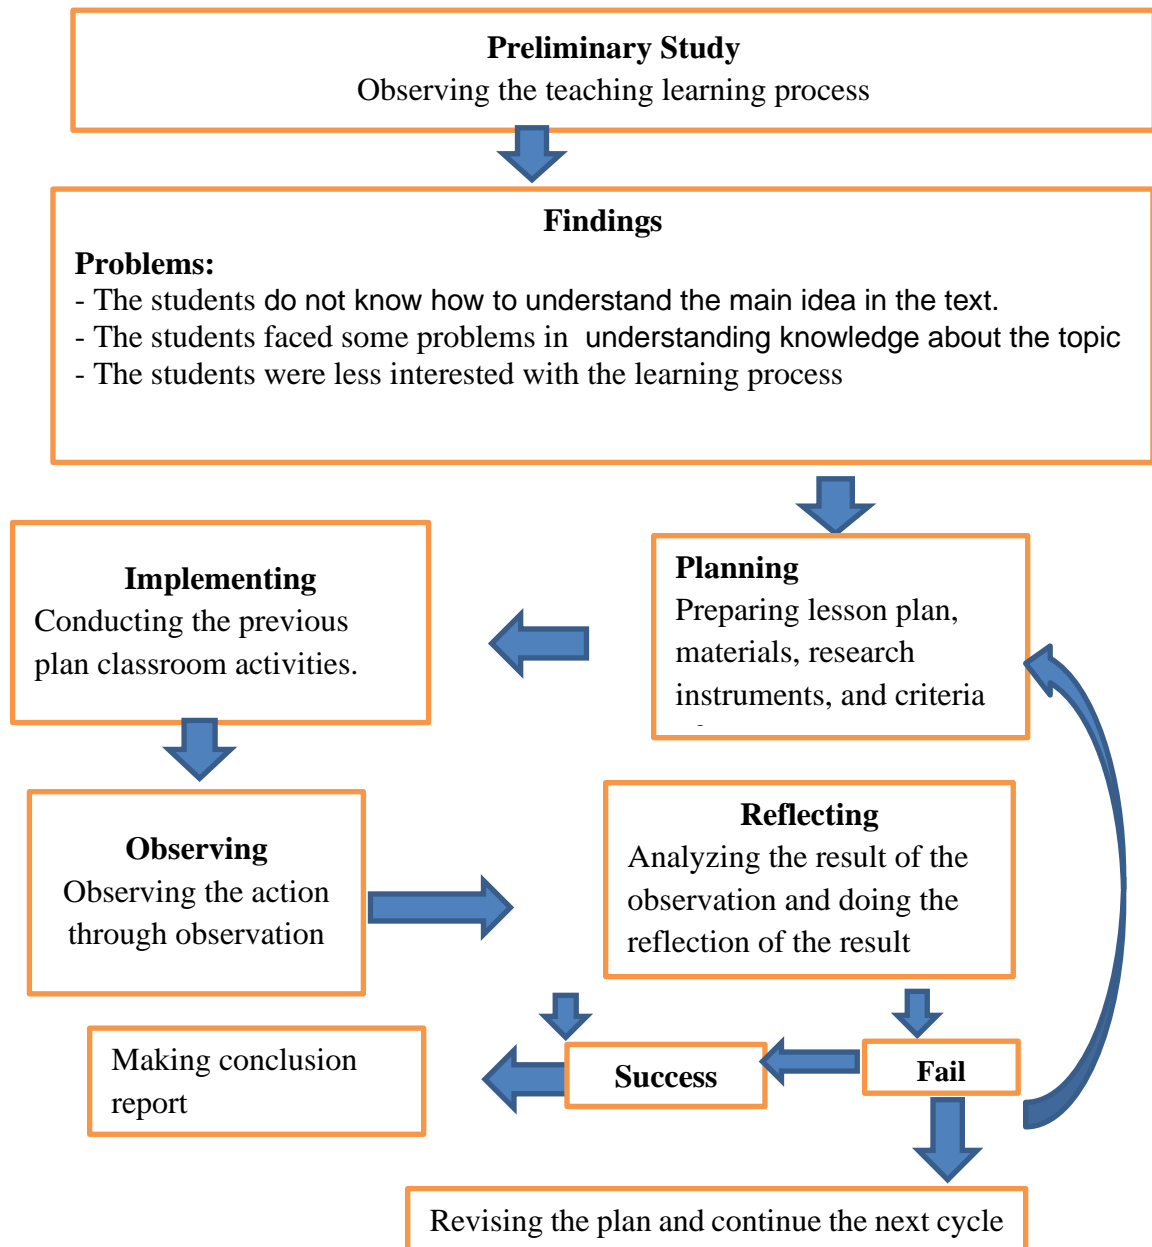 Preliminary Study
Observing the teaching learning process
Findings
Problems:
- The students do not know how to understand the main idea in the text.
- The students faced some problems in understanding knowledge about the topic
- The students were less interested with the learning process
Planning
Preparing lesson plan,
materials, research
instruments, and criteria
Implementing
Conducting the previous
plan classroom activities.
Observing
Observing the action
through observation
Reflecting
Analyzing the result of the
observation and doing the
reflection of the result
Success
Fail
Making conclusion
report
Revising the plan and continue the next cycle